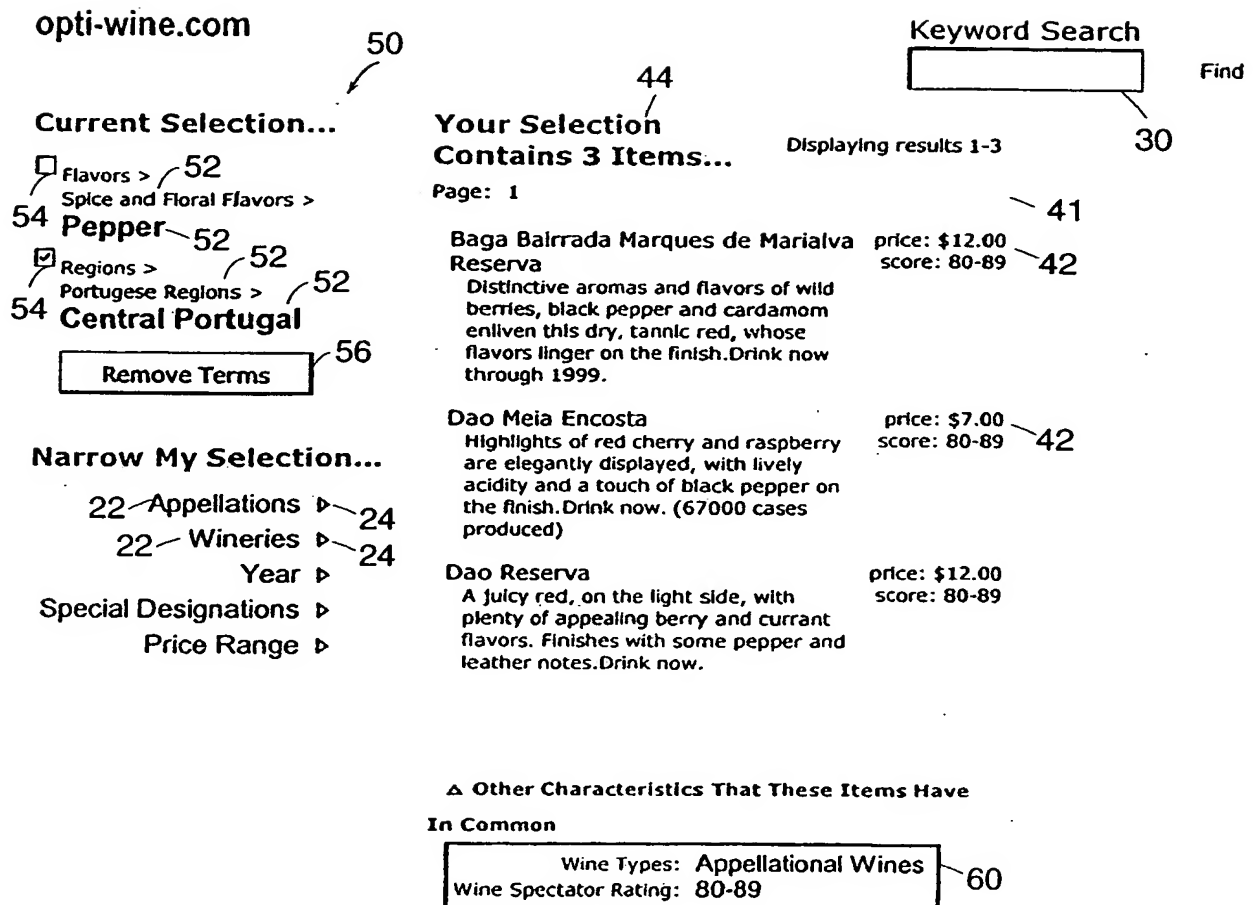 opti-wine.com
50
Keyword Search
Find
30
44
Current Selection...
Flavors >
52
Spice and Floral Flavors >
54
Pepper
52
Regions >
52
Portugese Regions >
52
54
Central Portugal
Remove Terms
56
Narrow My Selection...
22
Appellations
24
22
Wineries
24
Year
Special Designations
Price Range
Your Selection
Contains 3 Items...
Displaying results 1-3
Page: 1
41
Baga Bairrada Marques de Marialva
price: $12.00
Reserva
score: 80-89
42
Distinctive aromas and flavors of wild
berries, black pepper and cardamom
enliven this dry, tannic red, whose
flavors linger on the finish.Drink now
through 1999.
Dao Meia Encosta
price: $7.00
42
Highlights of red cherry and raspberry
score: 80-89
are elegantly displayed, with lively
acidity and a touch of black pepper on
the finish.Drink now. (67000 cases
produced)
Dao Reserva
price: $12.00
A juicy red, on the light side, with
score: 80-89
plenty of appealing berry and currant
flavors. Finishes with some pepper and
leather notes.Drink now.
Other Characteristics That These Items Have
In Common
Wine Types: Appellational Wines
Wine Spectator Rating: 80-89
60